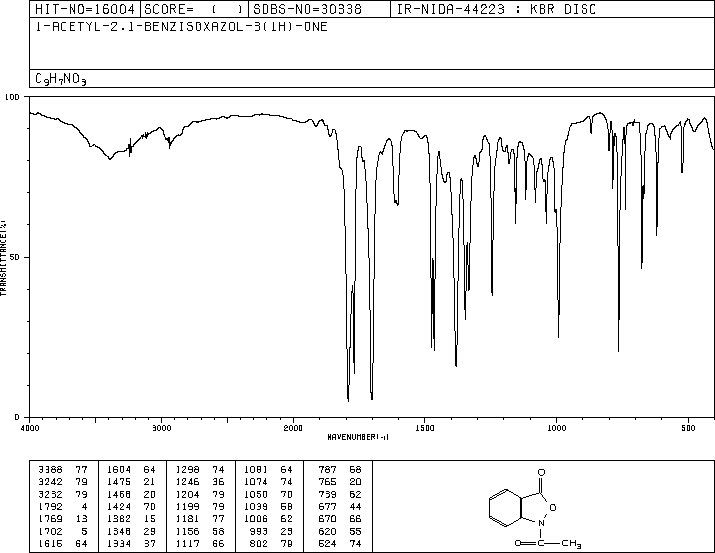 HIT-NO=16004 SCORE= ( ) SDBS-NO=30338 IR-NIDA-44223 : KBR DISC
1-ACETYL-2,1-BENZISOXAZOL-3(1H)-ONE
C9H7NO3
100
50
0
TRANSMITTANCE(%)
4000 3000 2000 1500 1000 500
WAVENUMBER(-1)
3388 77 1604 64 1298 74 1081 64 787 68
3242 79 1475 21 1246 36 1074 74 765 20
3232 79 1468 20 1204 79 1050 70 739 62
1792 4 1424 70 1199 79 1039 58 677 44
1769 13 1382 15 1181 77 1006 62 670 66
1702 5 1348 29 1156 58 993 23 620 55
1615 64 1334 37 1117 66 802 79 524 74
O
O
N
O
C
CH3